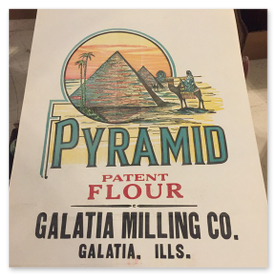 PYRAMID
PATENT
FLOUR
GALATIA MILLING CO.
GALATIA, ILLS.